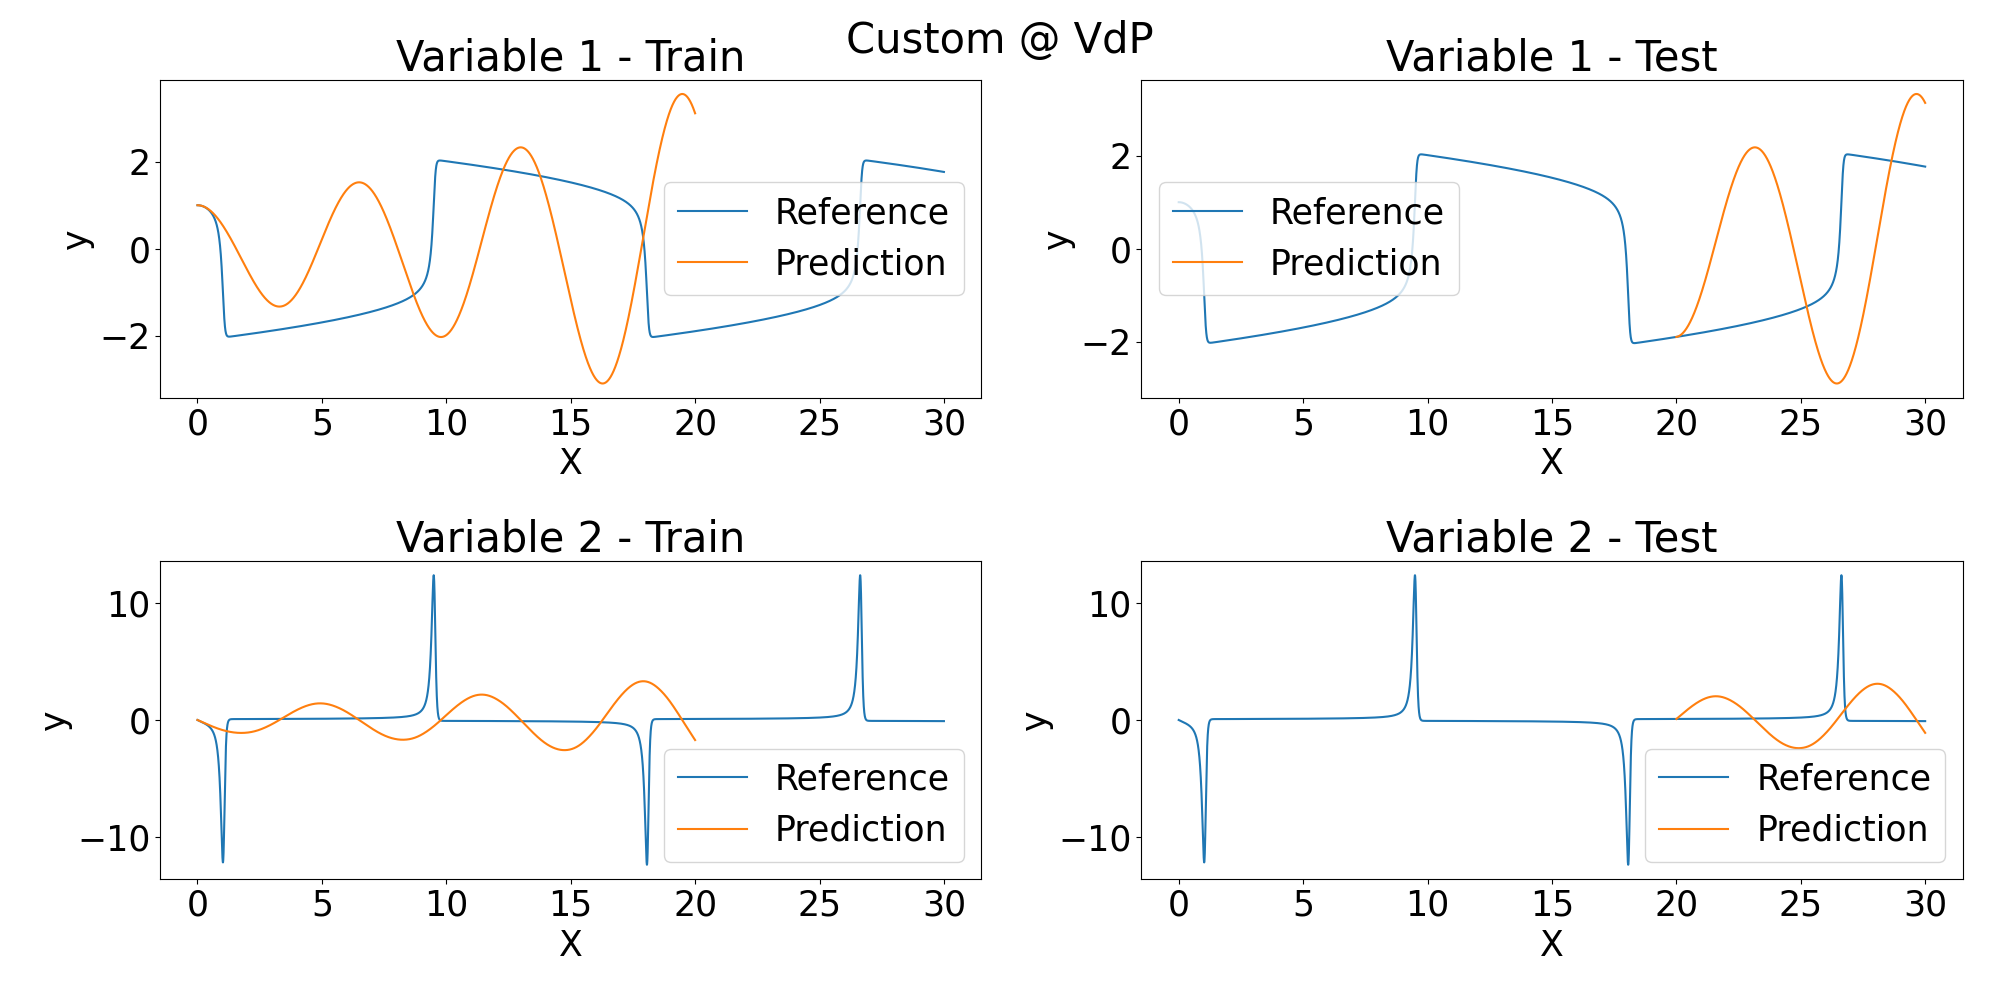 Custom @ VdP
Variable 1 - Train
y
2
0
−2
0 5 10 15 20 25 30
X
Reference
Prediction
Variable 1 - Test
y
2
0
−2
0 5 10 15 20 25 30
X
Reference
Prediction
Variable 2 - Train
y
10
0
−10
0 5 10 15 20 25 30
X
Reference
Prediction
Variable 2 - Test
y
10
0
−10
0 5 10 15 20 25 30
X
Reference
Prediction